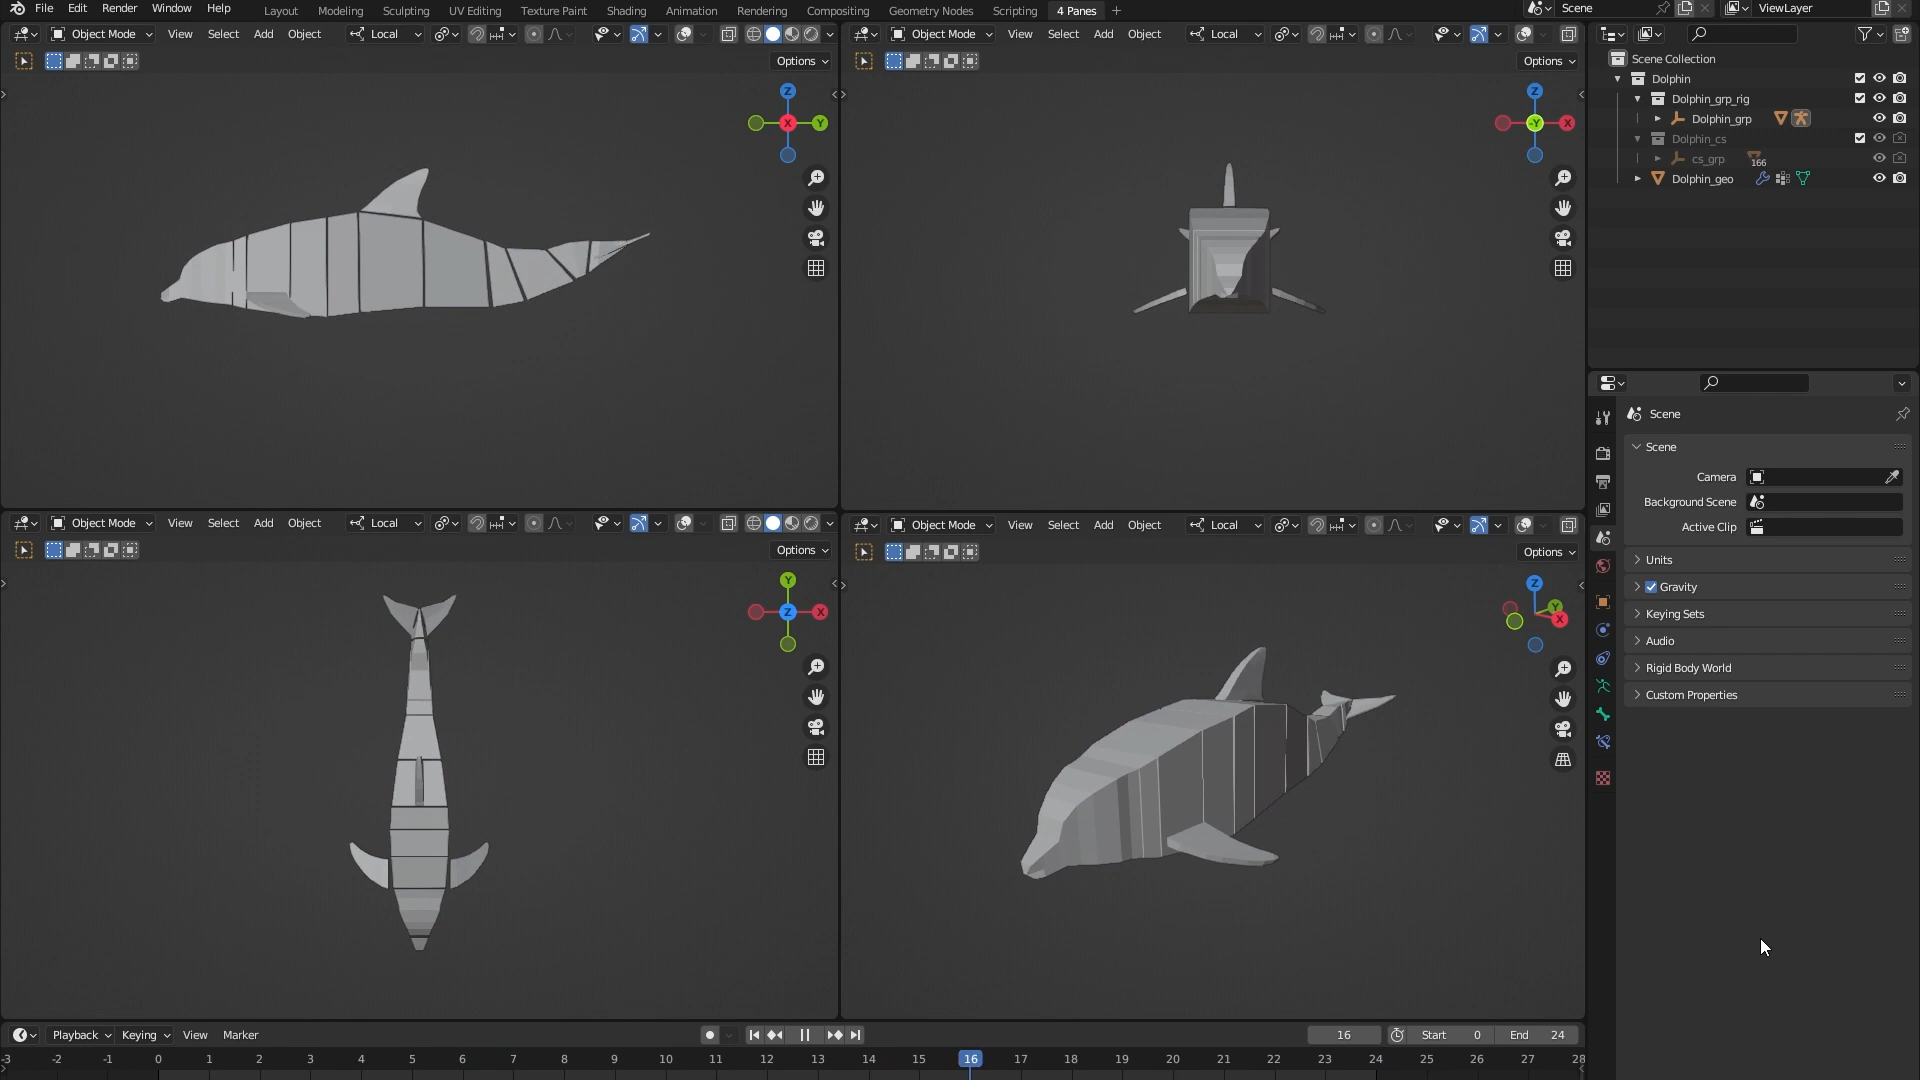 File Edit Render Window Help Layout Modeling Sculpting UV Editing Texture Paint Shading Animation Rendering Compositing Geometry Nodes Scripting 4 Panes + Scene ViewLayer
Object Mode View Select Add Object Local
Object Mode View Select Add Object Local
Options
Options
Z
X
Y
Z
-Y
X
Scene Collection
Dolphin
Dolphin_grp_rig
Dolphin_grp
Dolphin_cs
cs_grp 166
Dolphin_geo
Scene
Scene
Camera
Background Scene
Active Clip
Units
Gravity
Keying Sets
Audio
Rigid Body World
Custom Properties
Object Mode View Select Add Object Local
Object Mode View Select Add Object Local
Options
Options
Y
Z
X
Z
Y
X
Playback Keying View Marker 16 Start 0 End 24
-3 -2 -1 0 1 2 3 4 5 6 7 8 9 10 11 12 13 14 15 16 17 18 19 20 21 22 23 24 25 26 27 28